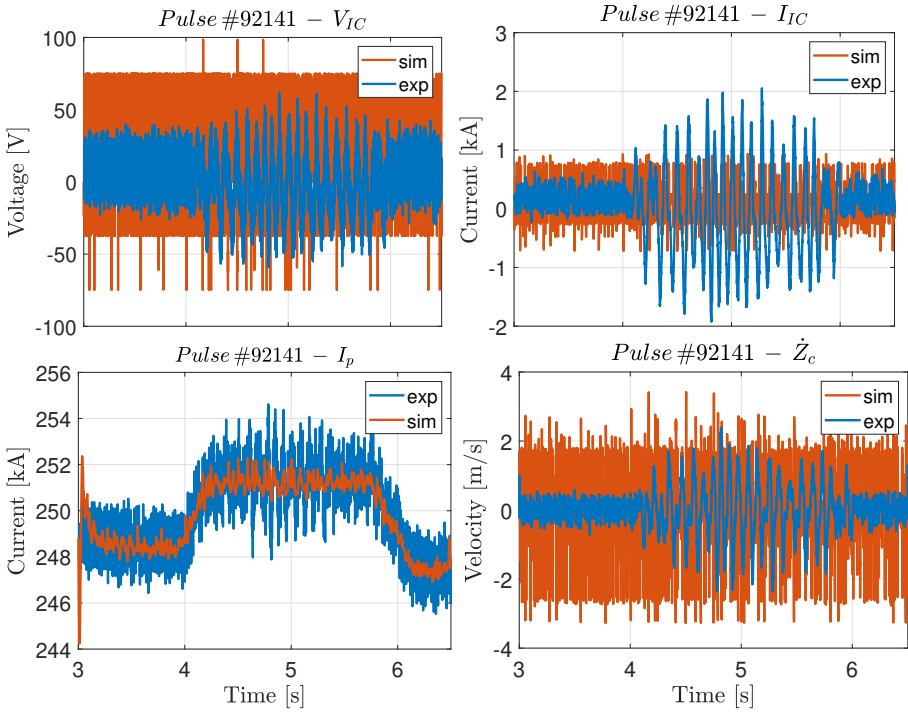 Pulse #92141 − V_IC
100
50
0
-50
-100
Voltage [V]
sim
exp
Pulse #92141 − I_IC
3
2
1
0
-1
-2
Current [kA]
sim
exp
Pulse #92141 − I_p
256
254
252
250
248
246
244
Current [kA]
exp
sim
3 4 5 6
Time [s]
Pulse #92141 − Ż_c
4
2
0
-2
-4
Velocity [m/s]
sim
exp
3 4 5 6
Time [s]